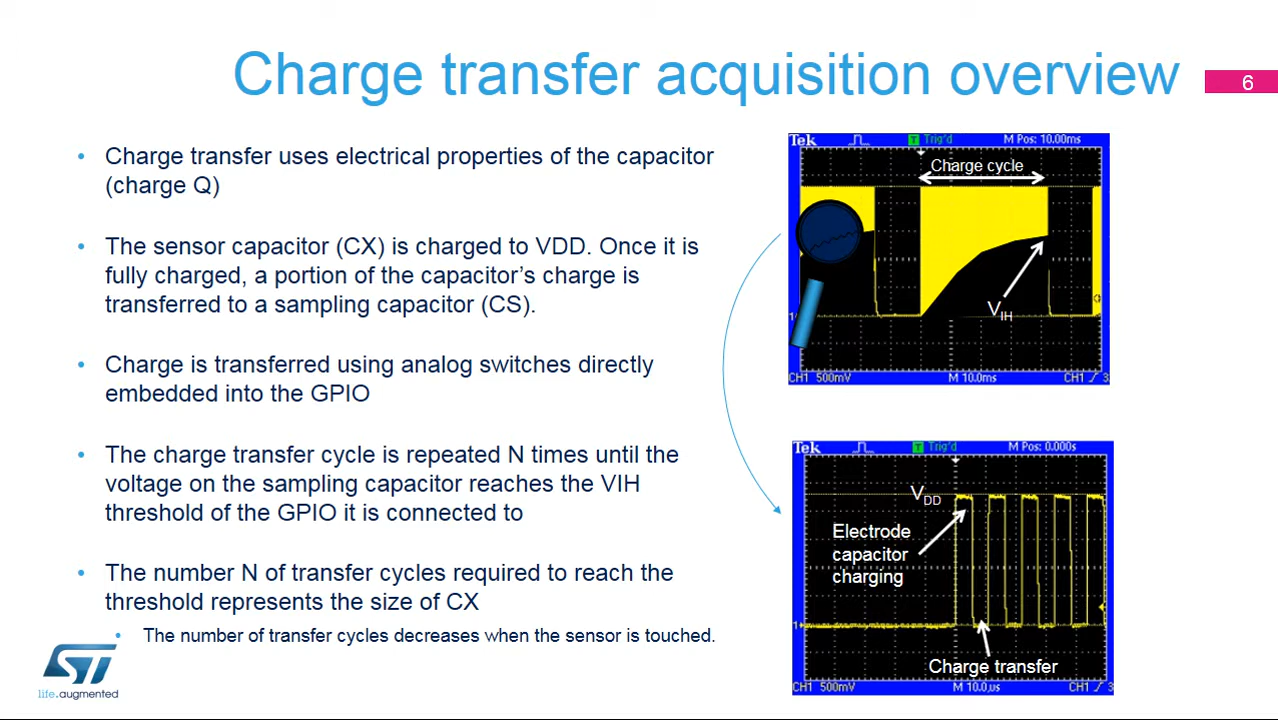 Charge transfer acquisition overview
6
• Charge transfer uses electrical properties of the capacitor
(charge Q)
• The sensor capacitor (CX) is charged to VDD. Once it is
fully charged, a portion of the capacitor’s charge is
transferred to a sampling capacitor (CS).
• Charge is transferred using analog switches directly
embedded into the GPIO
• The charge transfer cycle is repeated N times until the
voltage on the sampling capacitor reaches the VIH
threshold of the GPIO it is connected to
• The number N of transfer cycles required to reach the
threshold represents the size of CX
• The number of transfer cycles decreases when the sensor is touched.
Tek T Trig'd M Pos: 10.00ms
Charge cycle
VIH
CH1 500mV M 10.0ms CH1 / 3
Tek T Trig'd M Pos: 0.000s
VDD
Electrode
capacitor
charging
Charge transfer
CH1 500mV M 10.0µs CH1 / 3
ST
life.augmented